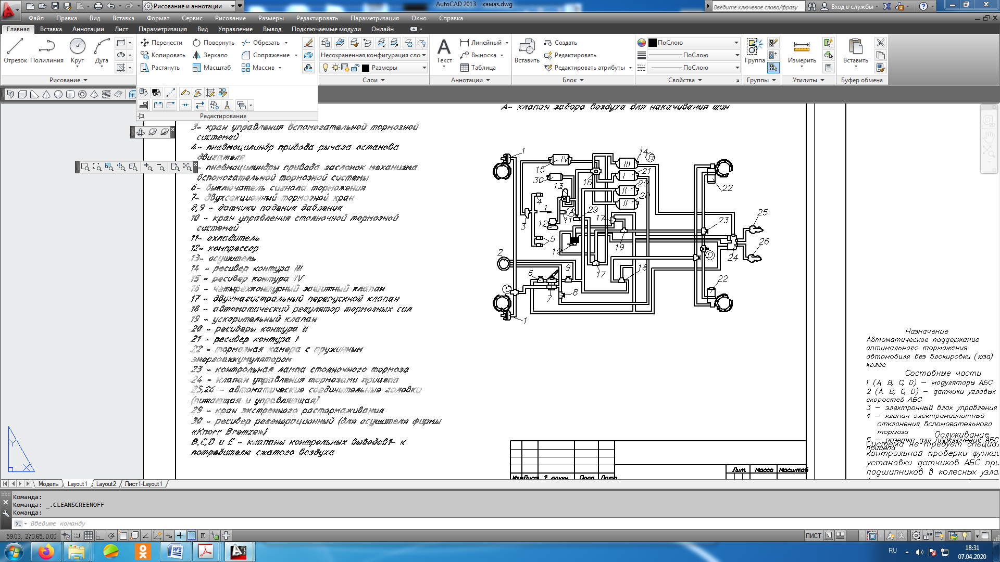 AutoCAD 2013 камаз.dwg
Рисование и аннотации
Введите ключевое слово/фразу
Вход в службы
Файл Правка Вид Вставка Формат Сервис Рисование Размеры Редактировать Параметризация Окно Справка
Главная Вставка Аннотации Лист Параметризация Вид Управление Вывод Подключаемые модули Онлайн
Отрезок Полилиния Круг Дуга
Рисование
Перенести Повернуть Обрезать
Копировать Зеркало Сопряжение
Растянуть Масштаб Массив
Редактирование
Несохраненная конфигурация сло
Размеры
Слои
Текст
Линейный
Выноска
Таблица
Аннотации
Вставить
Создать
Редактировать
Редактировать атрибуты
Блок
ПоСлою
ПоСлою
ПоСлою
Свойства
Группа
Группы
Измерить
Утилиты
Вставить
Буфер обмена
А- клапан забора воздуха для накачивания шин
3- кран управления вспомогательной тормозной
системой
4- пневмоцилиндр привода рычага останова
двигателя
- пневмоцилиндры привода заслонок механизма
вспомогательной тормозной системы
6- выключатель сигнала торможения
7- двухсекционный тормозной кран
8,9 - датчики падения давления
10 - кран управления стояночной тормозной
системой
11- охладитель
12- компрессор
13- осушитель
14 - ресивер контура III
15 - ресивер контура IV
16 - четырехконтурный защитный клапан
17 - двухмагистральный перепускной клапан
18 - автоматический регулятор тормозных сил
19 - ускорительный клапан
20 - ресиверы контура II
21 - ресивер контура I
22 - тормозная камера с пружинным
энергоаккумулятором
23 - контрольная лампа стояночного тормоза
24 - клапан управления тормозами прицепа
25,26 - автоматические соединительные головки
(питающая и управляющая)
29 - кран экстренного растормаживания
30 - ресивер регенерционный (для осушителя фирмы
«Knorr Bremze»)
B,C,D и E - клапаны контрольных выводов1- к
потребителю сжатого воздуха
1
IV
15
14
B
III
21
I
30
13
16
20
II
20
II
22
4
1
A
11
29
3
12
17
23
25
5
10
19
26
24
D
2
6
9
17
18
22
C
7
8
1
Назначение
Автоматическое поддержание
оптимального торможения
автомобиля без блокировки (юза)
колес
Составные части
1 (A, B, C, D) – модуляторы АБС
2 (A. B, C, D) – датчики угловых
скоростей АБС
3 – электронный блок управления
4 – клапан электромагнитный
отклонения вспомогательного
тормоза
Ослуживание
5 – розетка для подключения АБС
прицепа
Система не требует специал
контрольной проверки функци
установки датчиков АБС при
подшипников в колесных узла
Изм Лист ? докум. Подп. Дата
Лит. Масса Масштаб
Y
X
Модель Layout1 Layout2 Лист1-Layout1
Команда:
Команда: _.CLEANSCREENOFF
Команда:
Введите команду
59.03, 270.65, 0.00
ЛИСТ
RU
18:31
07.04.2020